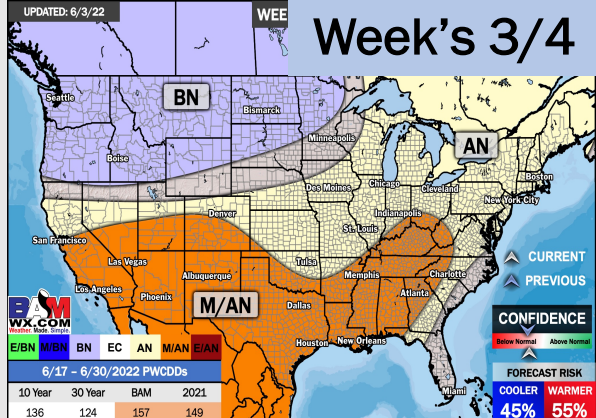 UPDATED: 6/3/22
WEE
Week's 3/4
Seattle
BN
Bismarck
Minneapolis
AN
Boise
Boston
Des Moines
Chicago
Cleveland
New York City
Denver
Indianapolis
St. Louis
San Francisco
CURRENT
Las Vegas
Tulsa
Memphis
Charlotte
PREVIOUS
Albuquerque
Los Angeles
Phoenix
M/AN
Dallas
Atlanta
BAM
WX.COM
Weather. Made. Simple.
Houston
New Orleans
CONFIDENCE
Below Normal
Above Normal
E/BN
M/BN
BN
EC
AN
M/AN
E/AN
6/17 – 6/30/2022 PWCDDs
FORECAST RISK
10 Year
30 Year
BAM
2021
Miami
COOLER
WARMER
136
124
157
149
45%
55%